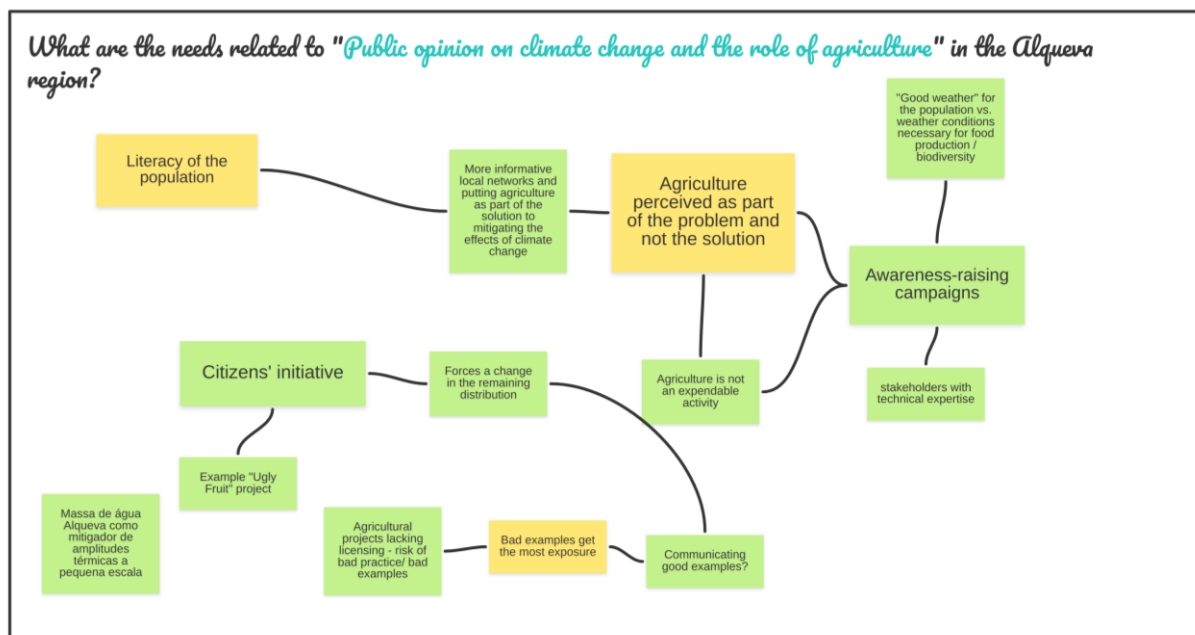 What are the needs related to "Public opinion on climate change and the role of agriculture" in the Alqueva
region?
"Good weather" for
the population vs.
weather conditions
necessary for food
production /
biodiversity
Literacy of the
population
More informative
local networks and
putting agriculture
as part of the
solution to
mitigating the
effects of climate
change
Agriculture
perceived as part
of the problem and
not the solution
Awareness-raising
campaigns
Citizens' initiative
Forces a change
in the remaining
distribution
Agriculture is not
an expendable
activity
stakeholders with
technical expertise
Example "Ugly
Fruit" project
Massa de água
Alqueva como
mitigador de
amplitudes
térmicas a
pequena escala
Agricultural
projects lacking
licensing - risk of
bad practice/ bad
examples
Bad examples get
the most exposure
Communicating
good examples?